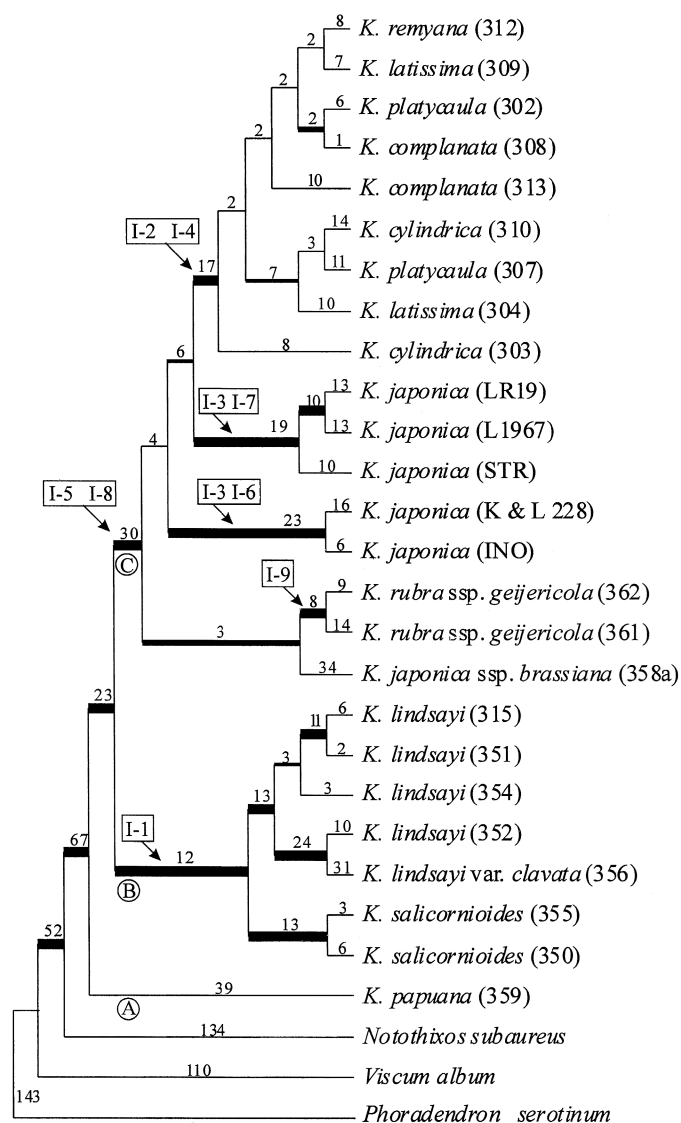 8 K. remyana (312)
2
7 K. latissima (309)
2
6 K. platycaula (302)
2
1 K. complanata (308)
2
10 K. complanata (313)
2
14 K. cylindrica (310)
3
I-2 I-4
11 K. platycaula (307)
17
7
10 K. latissima (304)
8 K. cylindrica (303)
6
13 K. japonica (LR19)
I-3 I-7
10
19
13 K. japonica (L1967)
4
10 K. japonica (STR)
I-5 I-8
I-3 I-6
16 K. japonica (K & L 228)
23
30
6 K. japonica (INO)
C
I-9
9 K. rubra ssp. geijericola (362)
8
14 K. rubra ssp. geijericola (361)
3
34 K. japonica ssp. brassiana (358a)
23
6 K. lindsayi (315)
11
2 K. lindsayi (351)
3
3 K. lindsayi (354)
13
I-1
10 K. lindsayi (352)
67
24
12
31 K. lindsayi var. clavata (356)
B
3 K. salicornioides (355)
13
52
6 K. salicornioides (350)
39 K. papuana (359)
A
134 Notothixos subaureus
110 Viscum album
143
Phoradendron serotinum